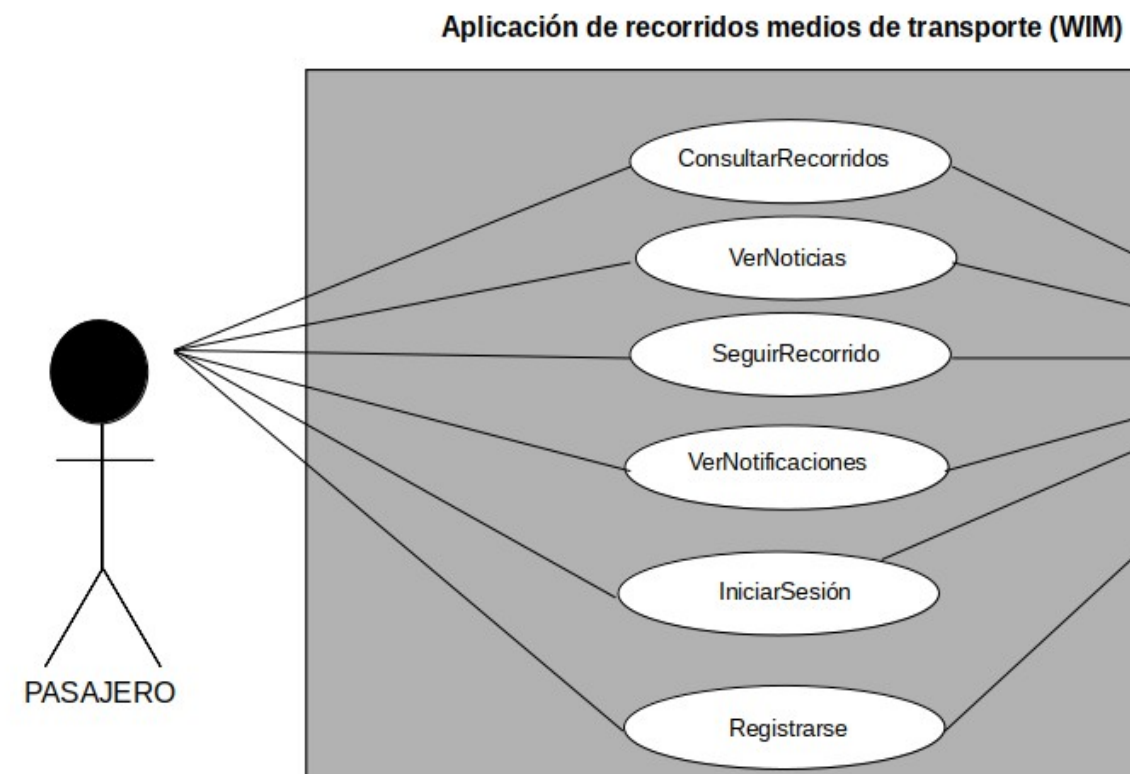 Aplicación de recorridos medios de transporte (WIM)
ConsultarRecorridos
VerNoticias
SeguirRecorrido
VerNotificaciones
IniciarSesión
PASAJERO
Registrarse